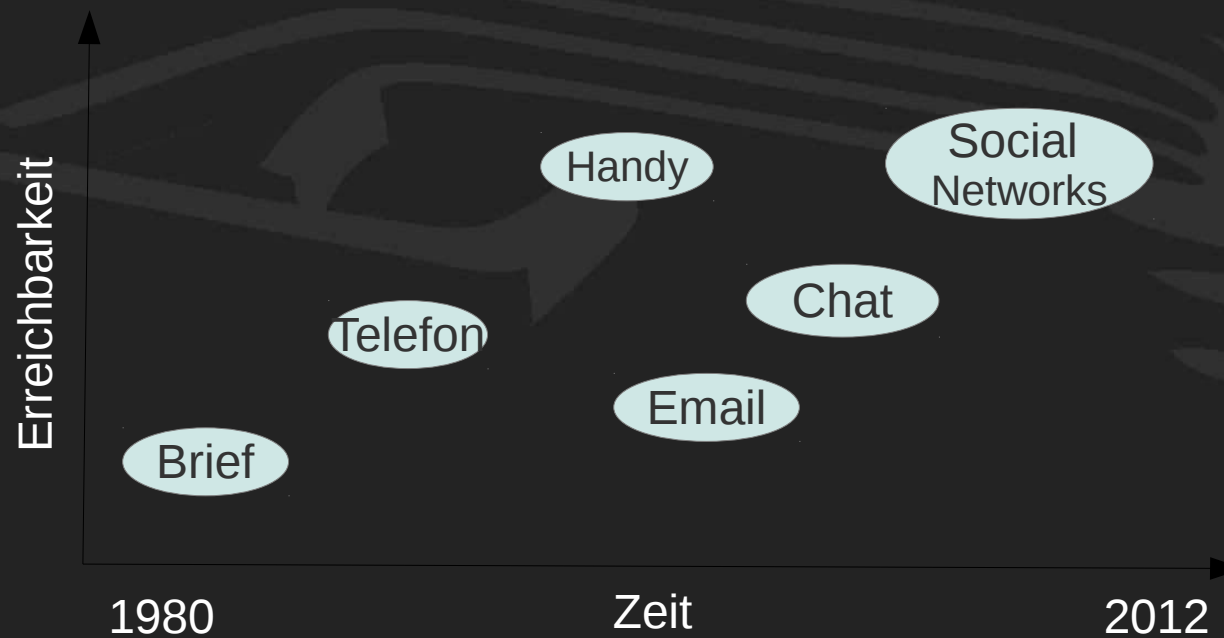 Erreichbarkeit
Handy
Social
Networks
Telefon
Chat
Email
Brief
1980
Zeit
2012